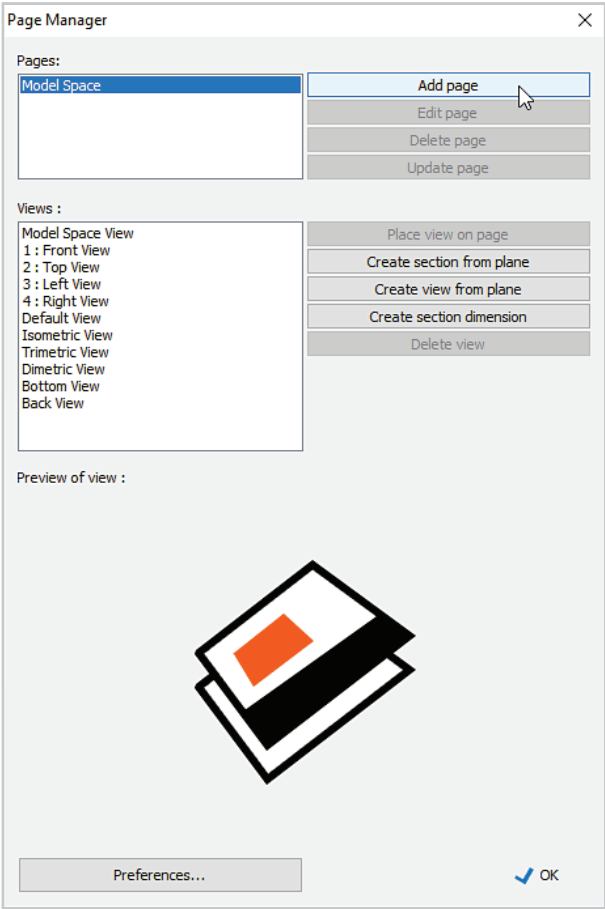 Page Manager
Pages:
Model Space
Add page
Edit page
Delete page
Update page
Views :
Model Space View
1 : Front View
2 : Top View
3 : Left View
4 : Right View
Default View
Isometric View
Trimetric View
Dimetric View
Bottom View
Back View
Place view on page
Create section from plane
Create view from plane
Create section dimension
Delete view
Preview of view :
Preferences...
OK